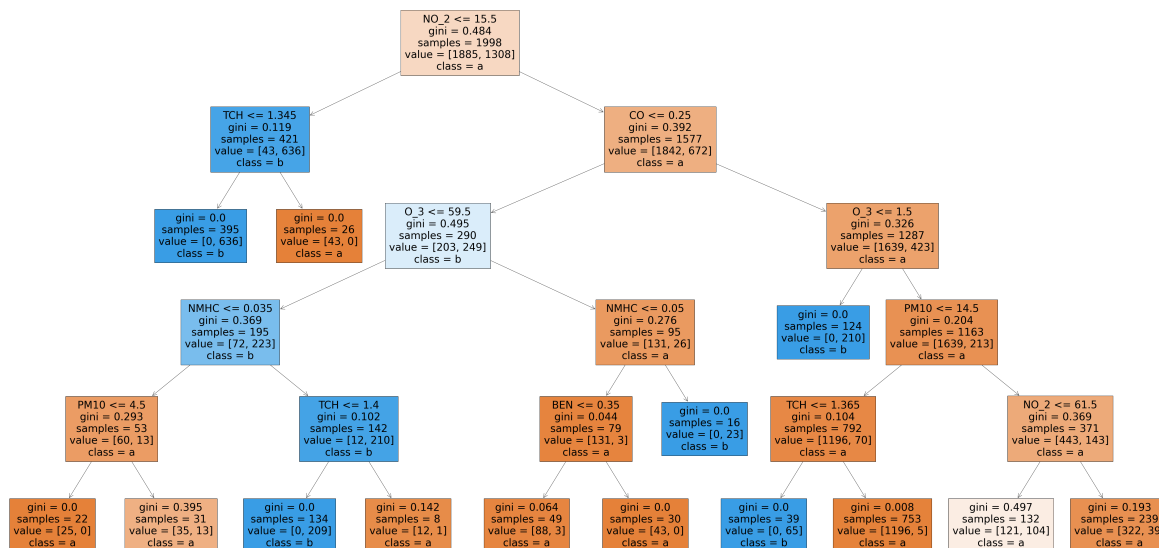 NO_2 <= 15.5
gini = 0.484
samples = 1998
value = [1885, 1308]
class = a
TCH <= 1.345
gini = 0.119
samples = 421
value = [43, 636]
class = b
CO <= 0.25
gini = 0.392
samples = 1577
value = [1842, 672]
class = a
gini = 0.0
samples = 395
value = [0, 636]
class = b
gini = 0.0
samples = 26
value = [43, 0]
class = a
O_3 <= 59.5
gini = 0.495
samples = 290
value = [203, 249]
class = b
O_3 <= 1.5
gini = 0.326
samples = 1287
value = [1639, 423]
class = a
NMHC <= 0.035
gini = 0.369
samples = 195
value = [72, 223]
class = b
NMHC <= 0.05
gini = 0.276
samples = 95
value = [131, 26]
class = a
gini = 0.0
samples = 124
value = [0, 210]
class = b
PM10 <= 14.5
gini = 0.204
samples = 1163
value = [1639, 213]
class = a
PM10 <= 4.5
gini = 0.293
samples = 53
value = [60, 13]
class = a
TCH <= 1.4
gini = 0.102
samples = 142
value = [12, 210]
class = b
BEN <= 0.35
gini = 0.044
samples = 79
value = [131, 3]
class = a
gini = 0.0
samples = 16
value = [0, 23]
class = b
TCH <= 1.365
gini = 0.104
samples = 792
value = [1196, 70]
class = a
NO_2 <= 61.5
gini = 0.369
samples = 371
value = [443, 143]
class = a
gini = 0.0
samples = 22
value = [25, 0]
class = a
gini = 0.395
samples = 31
value = [35, 13]
class = a
gini = 0.0
samples = 134
value = [0, 209]
class = b
gini = 0.142
samples = 8
value = [12, 1]
class = a
gini = 0.064
samples = 49
value = [88, 3]
class = a
gini = 0.0
samples = 30
value = [43, 0]
class = a
gini = 0.0
samples = 39
value = [0, 65]
class = b
gini = 0.008
samples = 753
value = [1196, 5]
class = a
gini = 0.497
samples = 132
value = [121, 104]
class = a
gini = 0.193
samples = 239
value = [322, 39
class = a